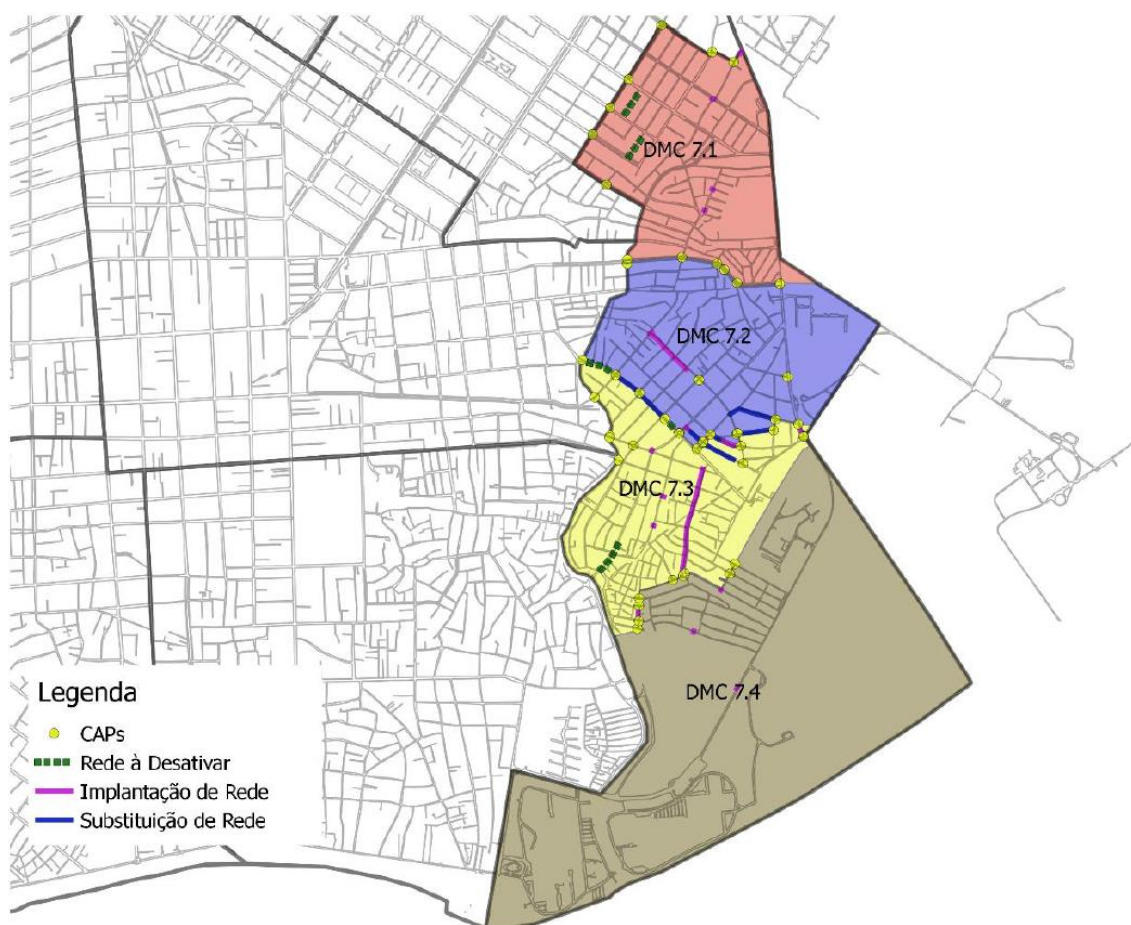 DMC 7.1
DMC 7.2
DMC 7.3
DMC 7.4
Legenda
CAPs
Rede à Desativar
Implantação de Rede
Substituição de Rede